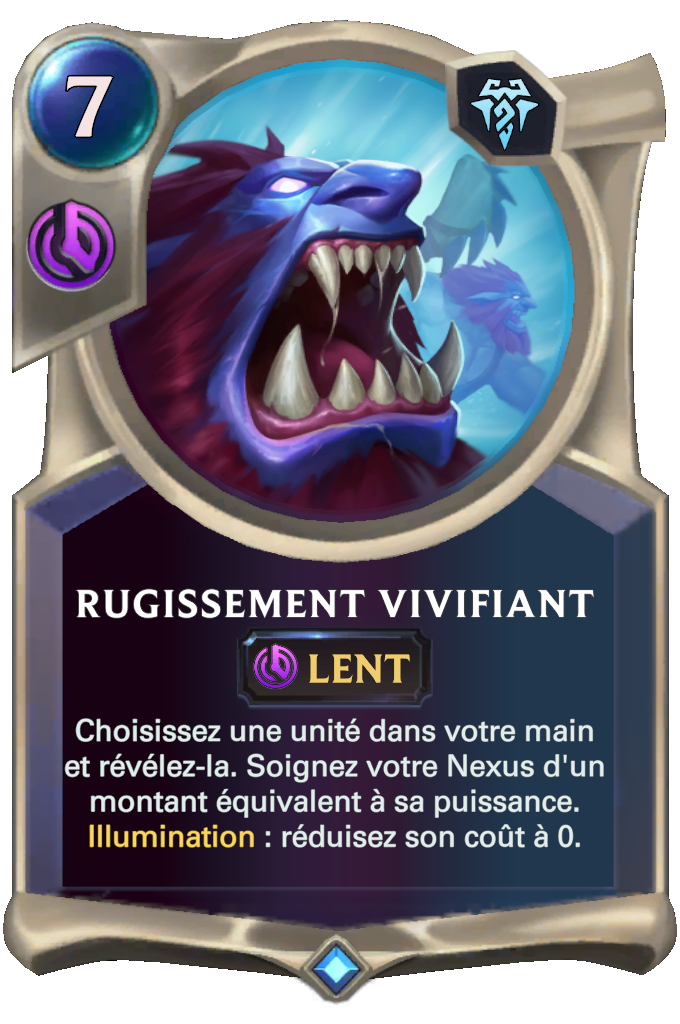 7
RUGISSEMENT VIVIFIANT
LENT
Choisissez une unité dans votre main
et révélez-la. Soignez votre Nexus d'un
montant équivalent à sa puissance.
Illumination : réduisez son coût à 0.